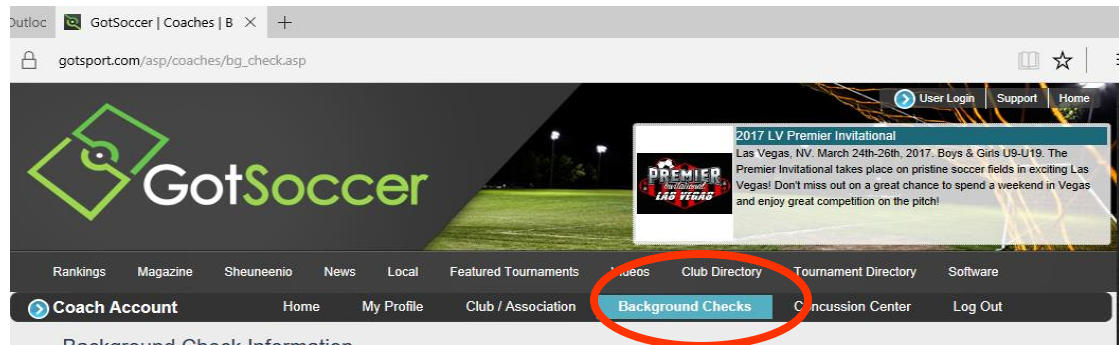 Outloc GotSoccer | Coaches | B
gotsport.com/asp/coaches/bg_check.asp
User Login Support Home
GotSoccer
2017 LV Premier Invitational
Las Vegas, NV. March 24th-26th, 2017. Boys & Girls U9-U19. The
Premier Invitational takes place on pristine soccer fields in exciting Las
Vegas! Don't miss out on a great chance to spend a weekend in Vegas
and enjoy great competition on the pitch!
PREMIER
Invitational
LAS VEGAS
Rankings Magazine Sheuneenio News Local Featured Tournaments Videos Club Directory Tournament Directory Software
Coach Account Home My Profile Club / Association Background Checks Concussion Center Log Out
Background Check Information